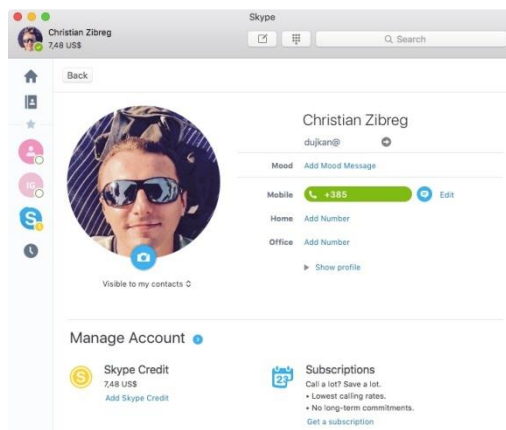 Skype
Christian Zibreg
7,48 US$
Search
Back
IG
Christian Zibreg
dujkan@
Mood Add Mood Message
Mobile +385 Edit
Home Add Number
Office Add Number
Show profile
Visible to my contacts
Manage Account
Skype Credit
7,48 US$
Add Skype Credit
23
Subscriptions
Call a lot? Save a lot.
• Lowest calling rates.
• No long-term commitments.
Get a subscription